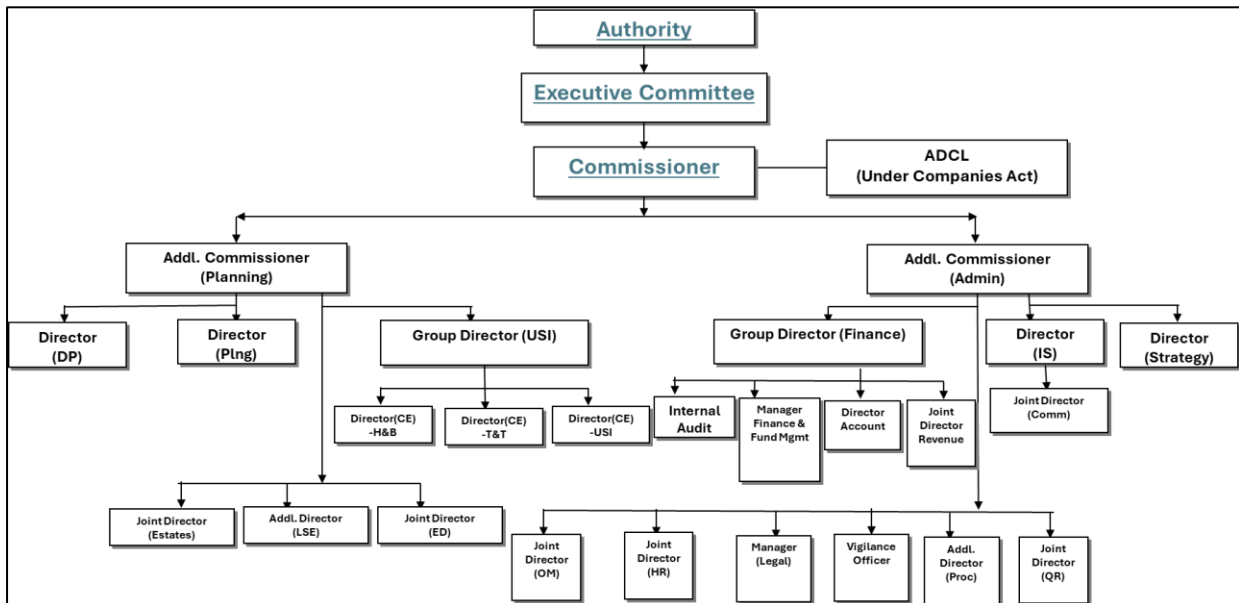 Authority
Executive Committee
Commissioner
ADCL
(Under Companies Act)
Addl. Commissioner
(Planning)
Addl. Commissioner
(Admin)
Director
(DP)
Director
(Plng)
Group Director (USI)
Group Director (Finance)
Director
(IS)
Director
(Strategy)
Director(CE)
-H&B
Director(CE)
-T&T
Director(CE)
-USI
Internal
Audit
Manager
Finance &
Fund Mgmt
Director
Account
Joint
Director
Revenue
Joint Director
(Comm)
Joint Director
(Estates)
Addl. Director
(LSE)
Joint Director
(ED)
Joint
Director
(OM)
Joint
Director
(HR)
Manager
(Legal)
Vigilance
Officer
Addl.
Director
(Proc)
Joint
Director
(QR)